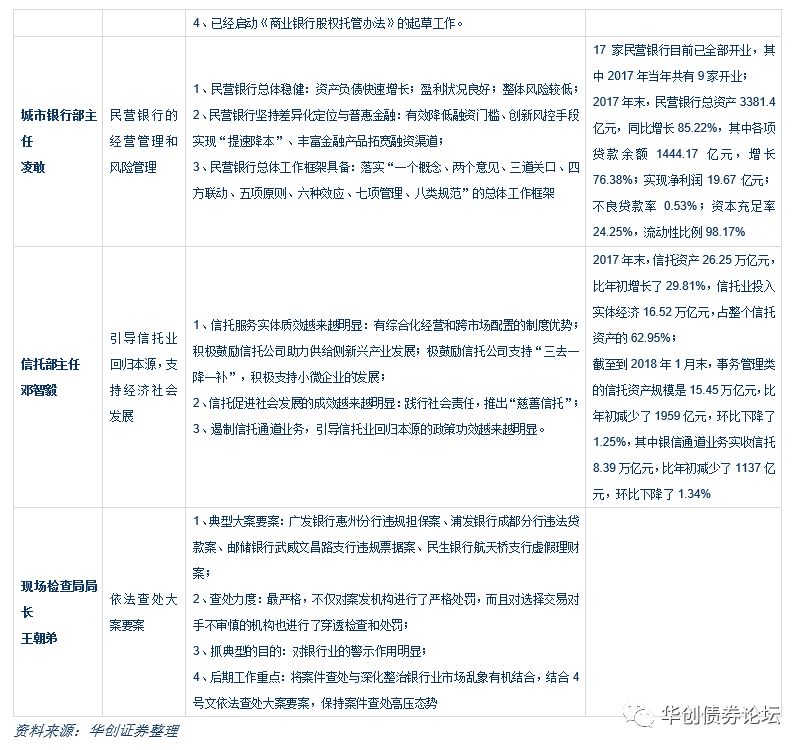 4、已经启动《商业银行股权托管办法》的起草工作。
城市银行部主
任
凌敢
民营银行的
经营管理和
风险管理
1、民营银行总体稳健：资产负债快速增长；盈利状况良好；整体风险较低；
2、民营银行坚持差异化定位与普惠金融：有效降低融资门槛、创新风控手段
实现“提速降本”、丰富金融产品拓宽融资渠道；
3、民营银行总体工作框架具备：落实“一个概念、两个意见、三道关口、四
方联动、五项原则、六种效应、七项管理、八类规范”的总体工作框架
17 家民营银行目前已全部开业，其
中 2017 年当年共有 9 家开业；
2017 年末，民营银行总资产 3381.4
亿元，同比增长 85.22%，其中各项
贷款余额 1444.17 亿元，增长
76.38%；实现净利润 19.67 亿元；
不良贷款率 0.53%；资本充足率
24.25%，流动性比例 98.17%
信托部主任
邓智毅
引导信托业
回归本源，支
持经济社会
发展
1、信托服务实体质效越来越明显：有综合化经营和跨市场配置的制度优势；
积极鼓励信托公司助力供给侧新兴产业发展；极鼓励信托公司支持“三去一
降一补”，积极支持小微企业的发展；
2、信托促进社会发展的成效越来越明显：践行社会责任，推出“慈善信托”；
3、遏制信托通道业务，引导信托业回归本源的政策功效越来越明显。
2017 年末，信托资产 26.25 万亿元，
比年初增长了 29.81%，信托业投入
实体经济 16.52 万亿元，占整个信托
资产的 62.95%；
截至到 2018 年 1 月末，事务管理类
的信托资产规模是 15.45 万亿元，比
年初减少了 1959 亿元，环比下降了
1.25%，其中银信通道业务实收信托
8.39 万亿元，比年初减少了 1137 亿
元，环比下降了 1.34%
现场检查局局
长
王朝弟
依法查处大
案要案
1、典型大案要案：广发银行惠州分行违规担保案、浦发银行成都分行违法贷
款案、邮储银行武威文昌路支行违规票据案、民生银行航天桥支行虚假理财
案；
2、查处力度：最严格，不仅对案发机构进行了严格处罚，而且对选择交易对
手不审慎的机构也进行了穿透检查和处罚；
3、抓典型的目的：对银行业的警示作用明显；
4、后期工作重点：将案件查处与深化整治银行业市场乱象有机结合，结合 4
号文依法查处大案要案，保持案件查处高压态势
华创债券论坛
资料来源：华创证券整理